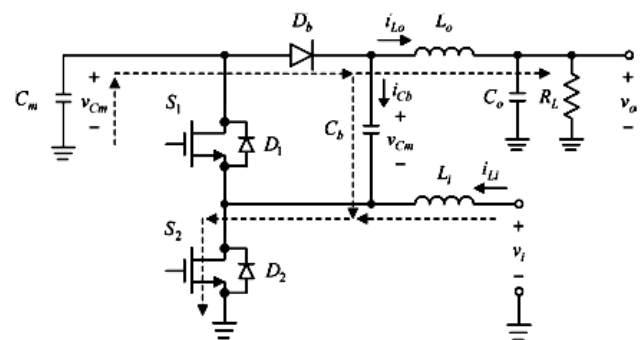 D_b
i_Lo
L_o
C_m
+
v_Cm
−
S_1
D_1
i_Cb
+
C_b
v_Cm
−
C_o
R_L
+
v_o
−
L_i
i_Li
S_2
D_2
+
v_i
−